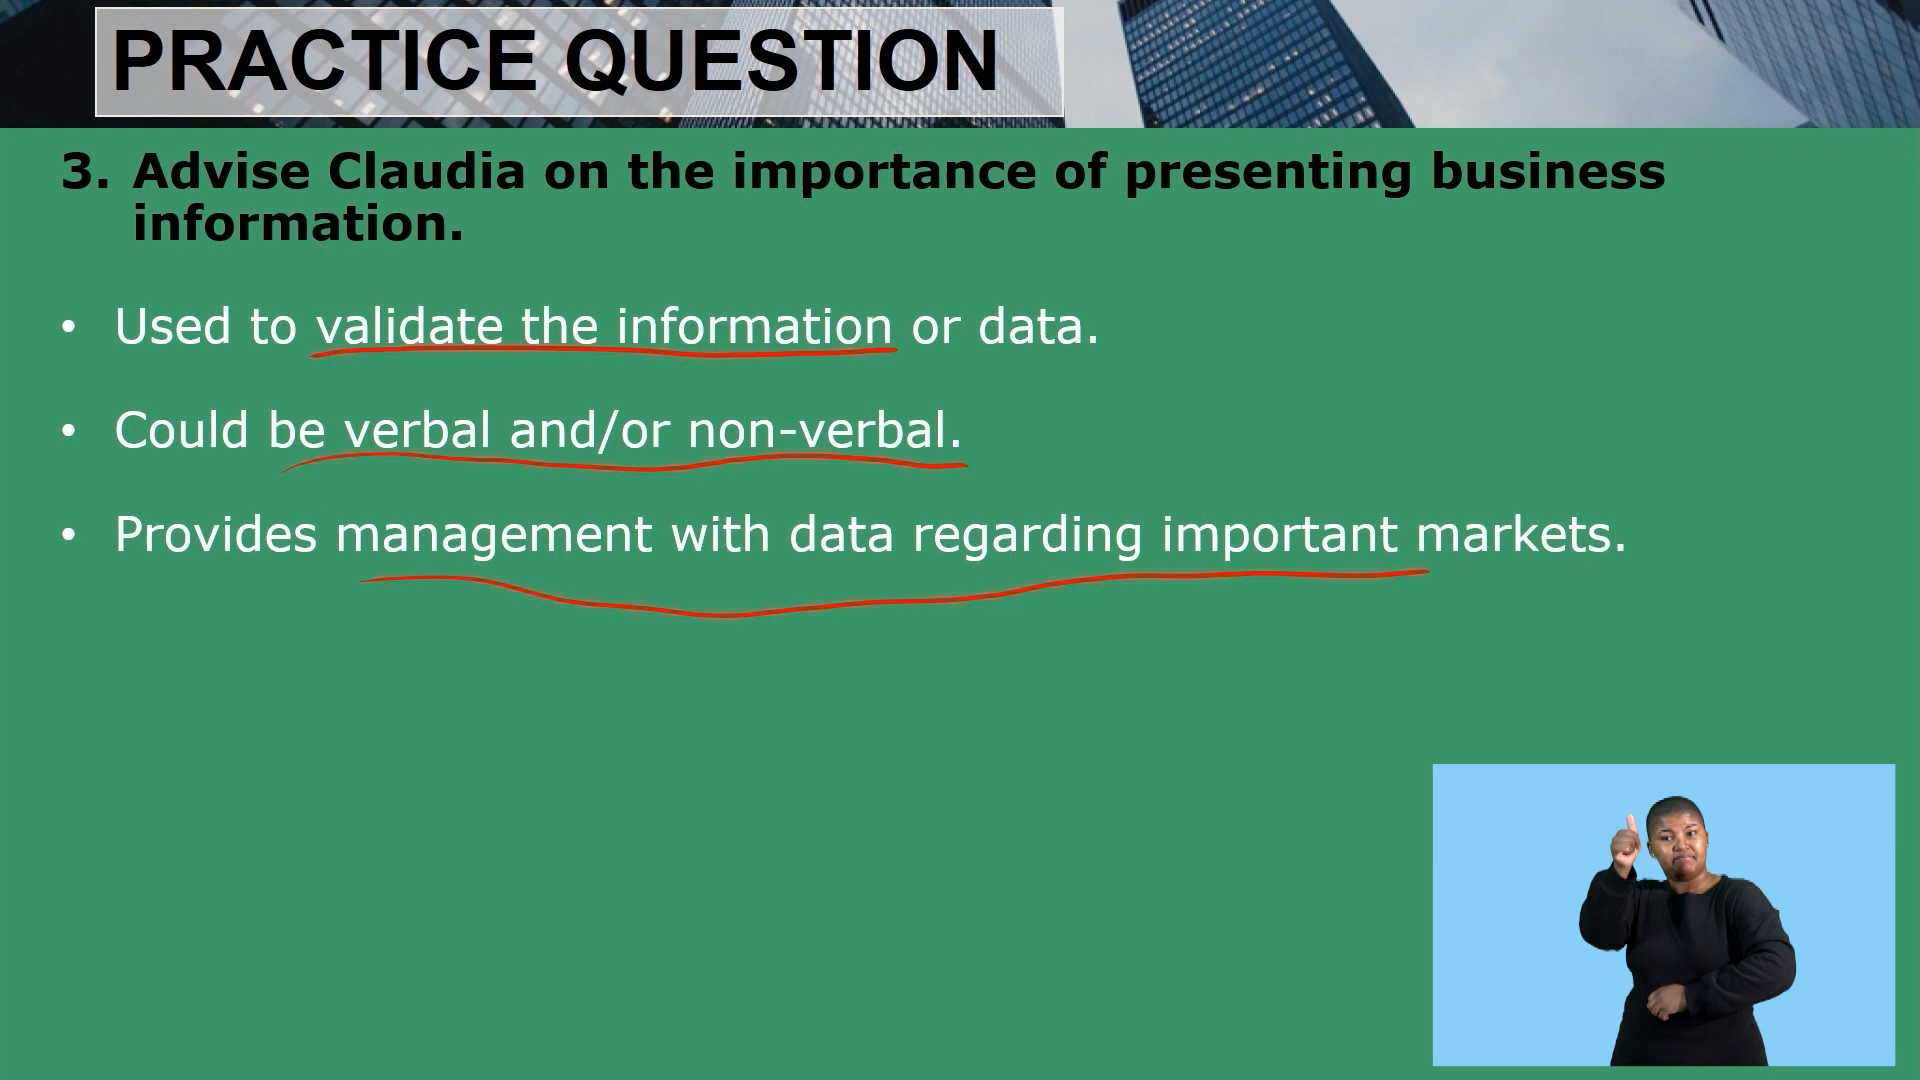 PRACTICE QUESTION
3. Advise Claudia on the importance of presenting business
information.
• Used to validate the information or data.
• Could be verbal and/or non-verbal.
• Provides management with data regarding important markets.